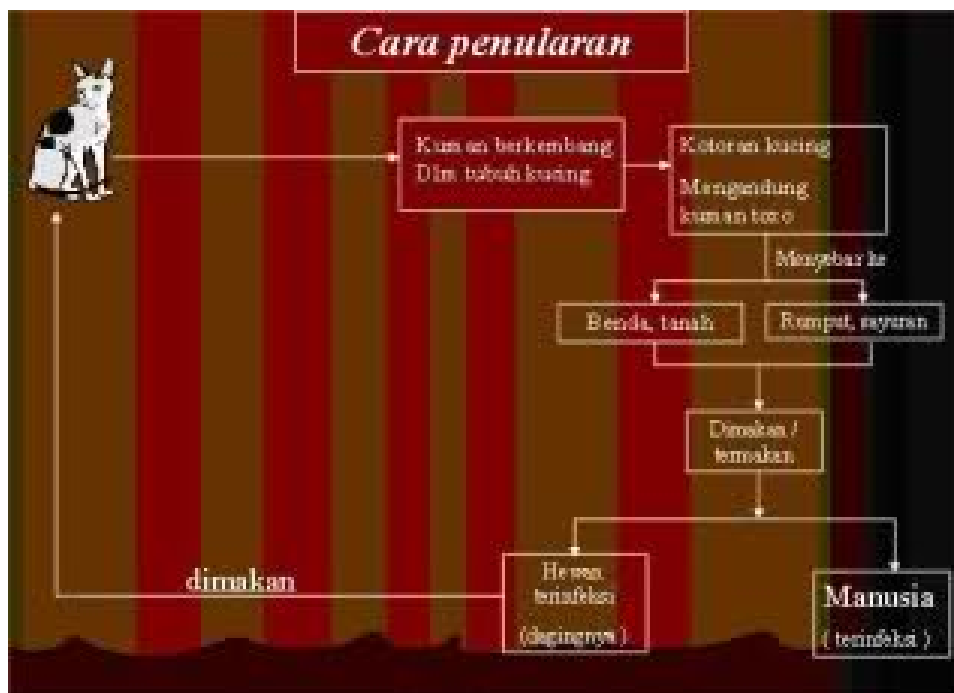 Cara penularan
Kuman berkembang
Dlm tubuh kucing
Kotoran kucing
Mengandung
kuman toxo
Menyebar ke
Benda, tanah
Rumput, sayuran
Dimakan /
termakan
Hewan
terinfeksi
(dagingnya)
dimakan
Manusia
( terinfeksi )